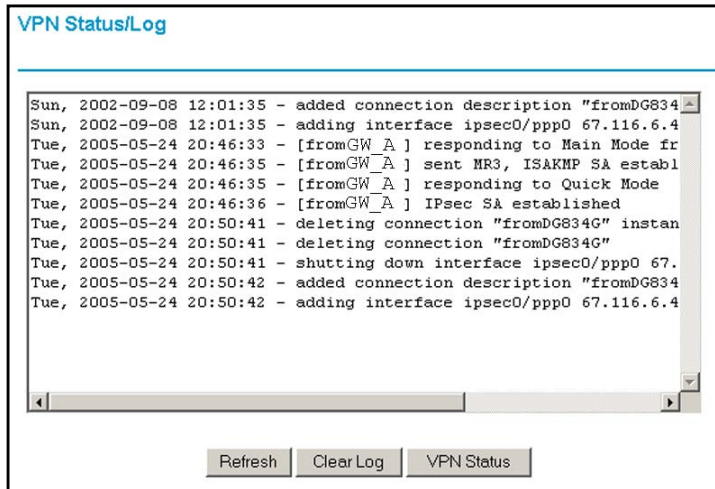 VPN Status/Log
Sun, 2002-09-08 12:01:35 - added connection description "fromDG834
Sun, 2002-09-08 12:01:35 - adding interface ipsec0/ppp0 67.116.6.4
Tue, 2005-05-24 20:46:33 - [fromGW_A ] responding to Main Mode fr
Tue, 2005-05-24 20:46:35 - [fromGW_A ] sent MR3, ISAKMP SA establ
Tue, 2005-05-24 20:46:35 - [fromGW_A ] responding to Quick Mode
Tue, 2005-05-24 20:46:36 - [fromGW_A ] IPsec SA established
Tue, 2005-05-24 20:50:41 - deleting connection "fromDG834G" instan
Tue, 2005-05-24 20:50:41 - deleting connection "fromDG834G"
Tue, 2005-05-24 20:50:41 - shutting down interface ipsec0/ppp0 67.
Tue, 2005-05-24 20:50:42 - added connection description "fromDG834
Tue, 2005-05-24 20:50:42 - adding interface ipsec0/ppp0 67.116.6.4
Refresh Clear Log VPN Status